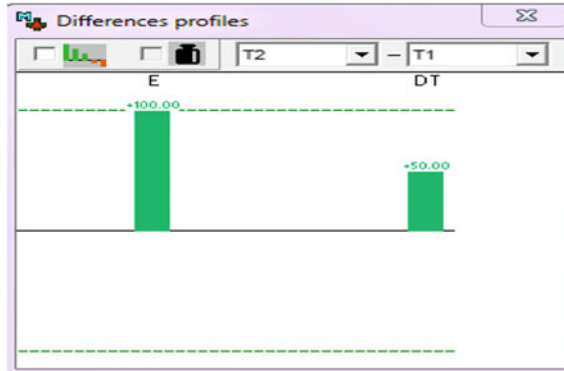 Differences profiles
T2 – T1
E DT
+100.00
+50.00